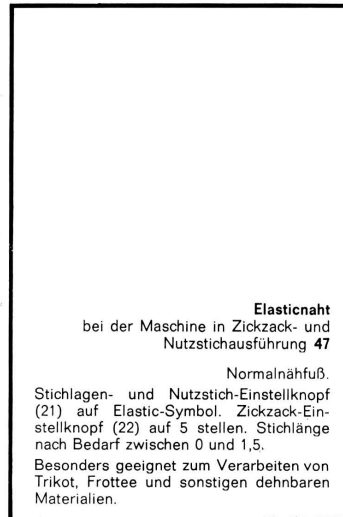 Elasticnaht
bei der Maschine in Zickzack- und
Nutzstichausführung 47
Normalnähfuß.
Stichlagen- und Nutzstich-Einstellknopf
(21) auf Elastic-Symbol. Zickzack-Ein-
stellknopf (22) auf 5 stellen. Stichlänge
nach Bedarf zwischen 0 und 1,5.
Besonders geeignet zum Verarbeiten von
Trikot, Frottee und sonstigen dehnbaren
Materialien.